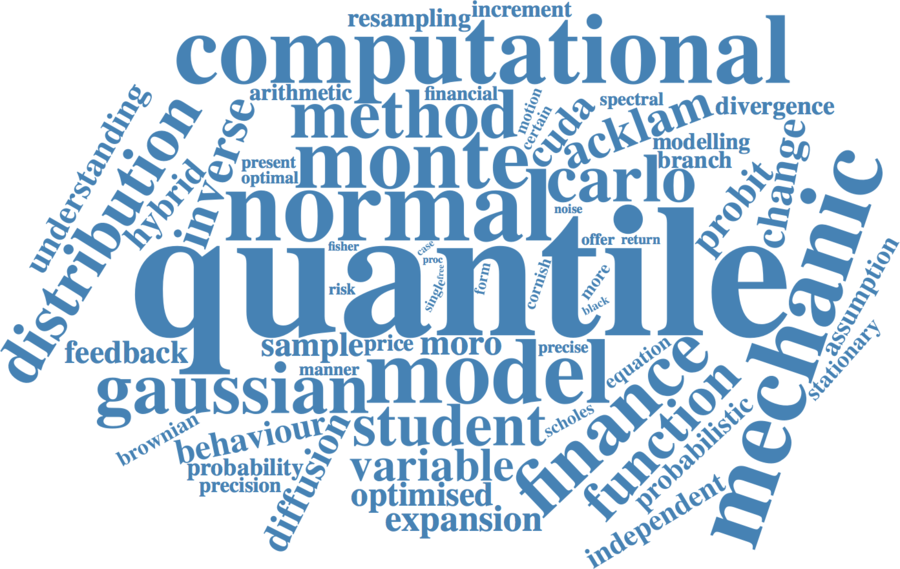 resampling
increment
computational
arithmetic
financial
motion
certain
spectral
divergence
understanding
distribution
hybrid
inverse
method
cuda
acklam
modelling
branch
present
optimal
monte
carlo
probit
change
normal
noise
mechanic
quantile
fisher
case
proc
offer
return
risk
single
free
form
cornish
more
black
assumption
stationary
feedback
sample
price
moro
precise
equation
manner
gaussian
model
finance
function
brownian
behaviour
student
scholes
probabilistic
probability
precision
diffusion
variable
optimised
expansion
independent